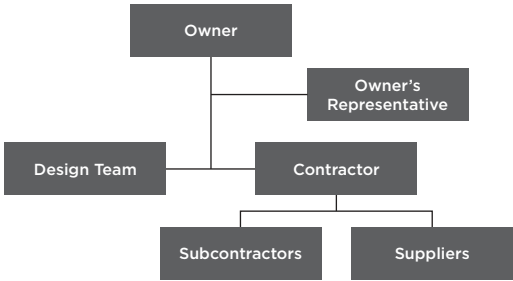 Owner
Owner's
Representative
Design Team
Contractor
Subcontractors
Suppliers